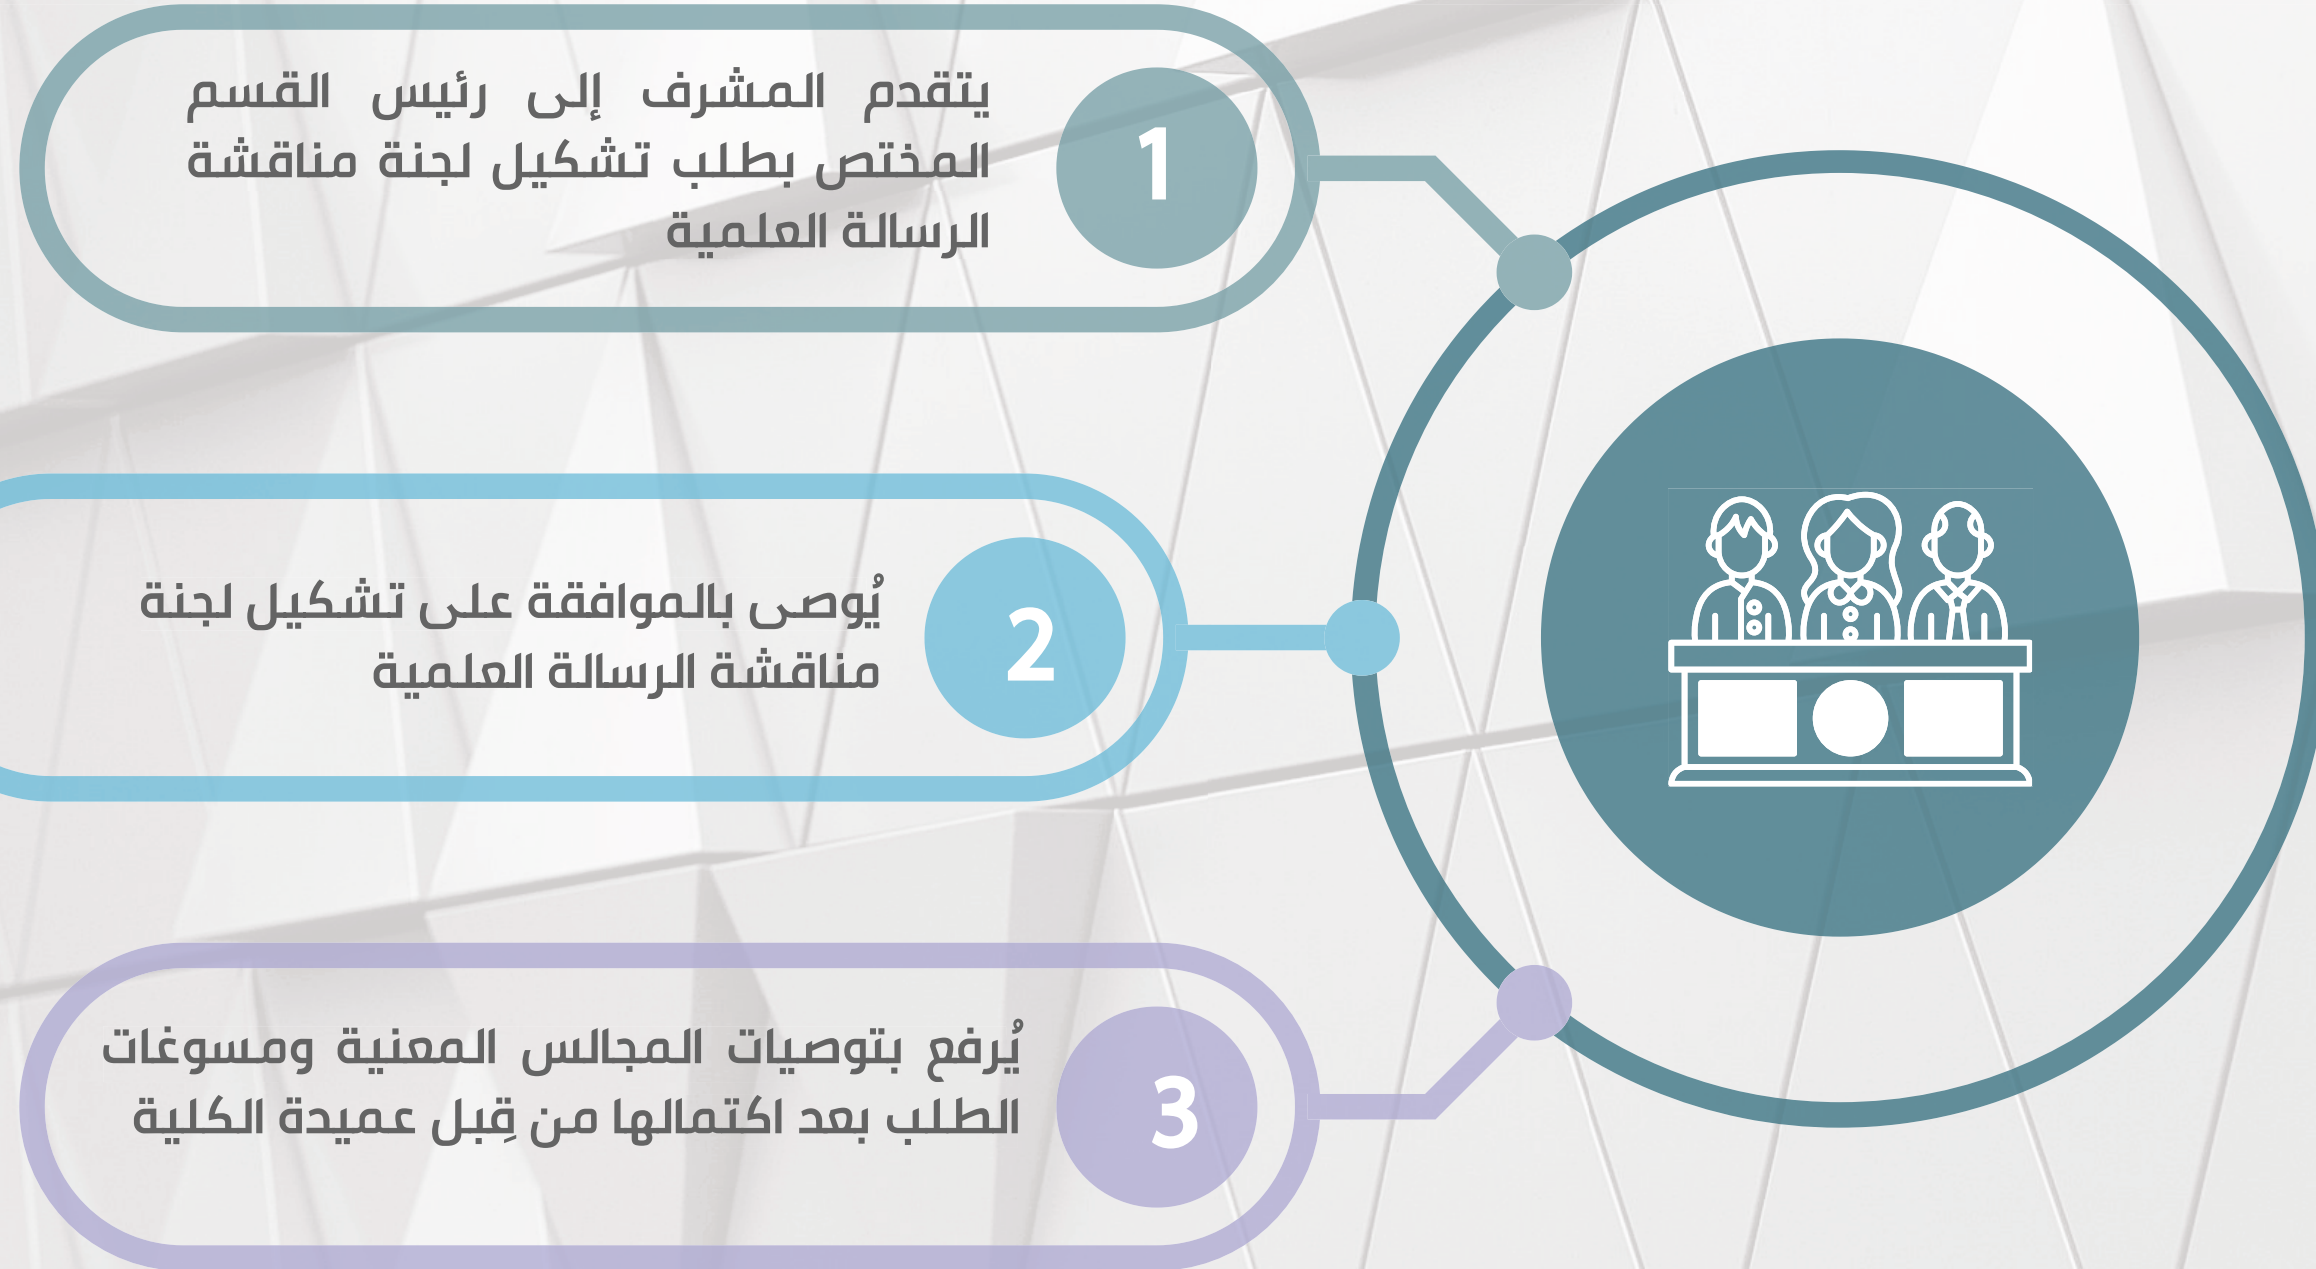 1
يتقدم المشرف إلى رئيس القسم
المختص بطلب تشكيل لجنة مناقشة
الرسالة العلمية
2
يُوصى بالموافقة على تشكيل لجنة
مناقشة الرسالة العلمية
3
يُرفع بتوصيات المجالس المعنية ومسوغات
الطلب بعد اكتمالها من قِبل عميدة الكلية